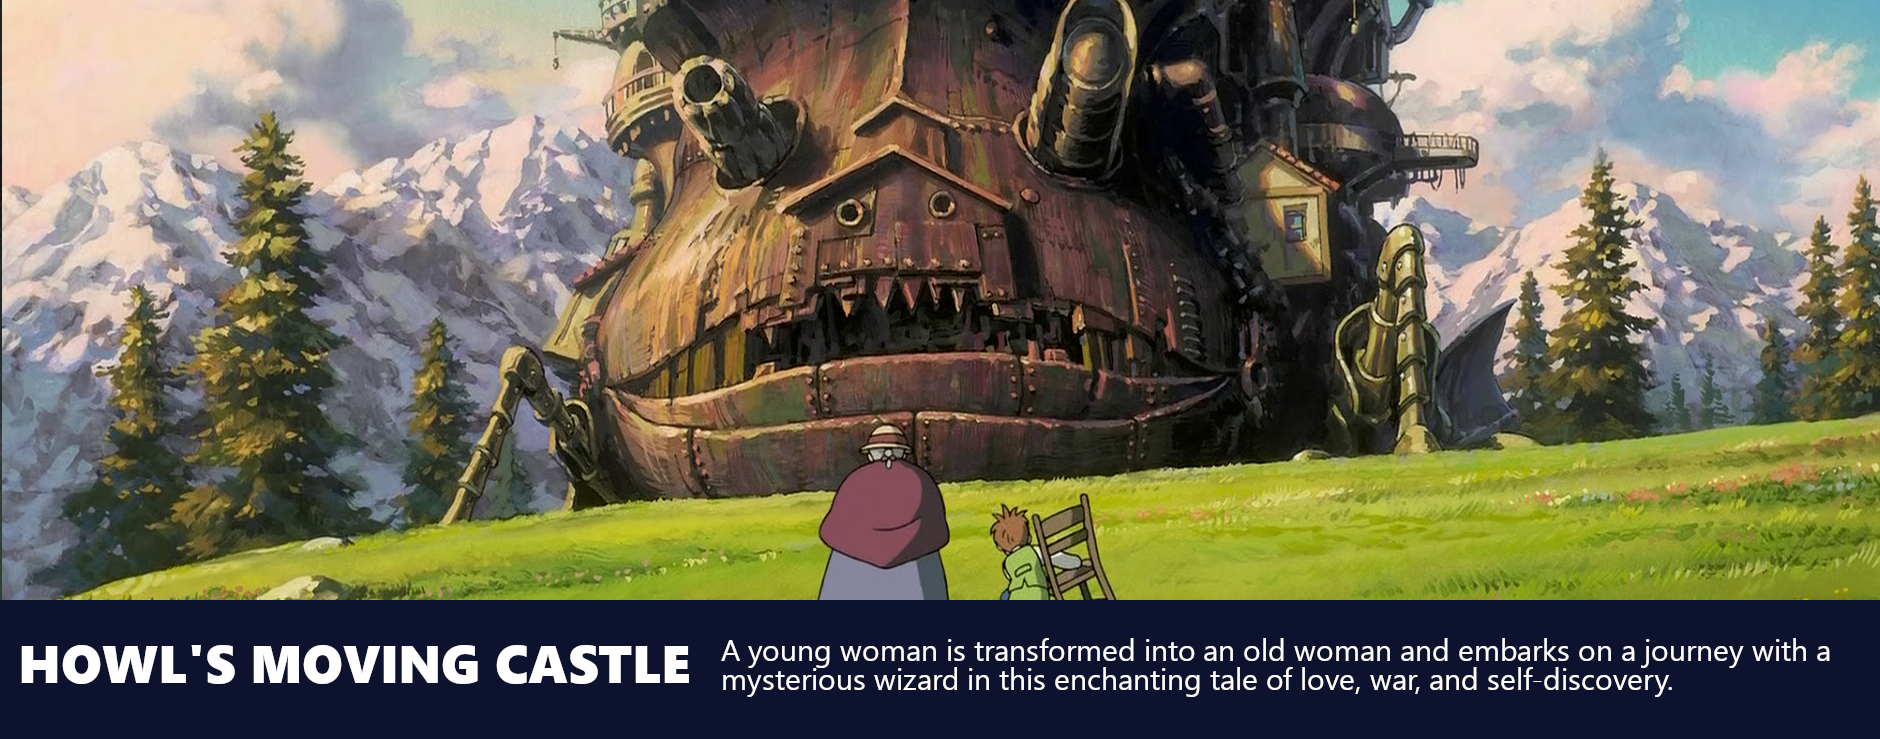 HOWL'S MOVING CASTLE
A young woman is transformed into an old woman and embarks on a journey with a
mysterious wizard in this enchanting tale of love, war, and self-discovery.